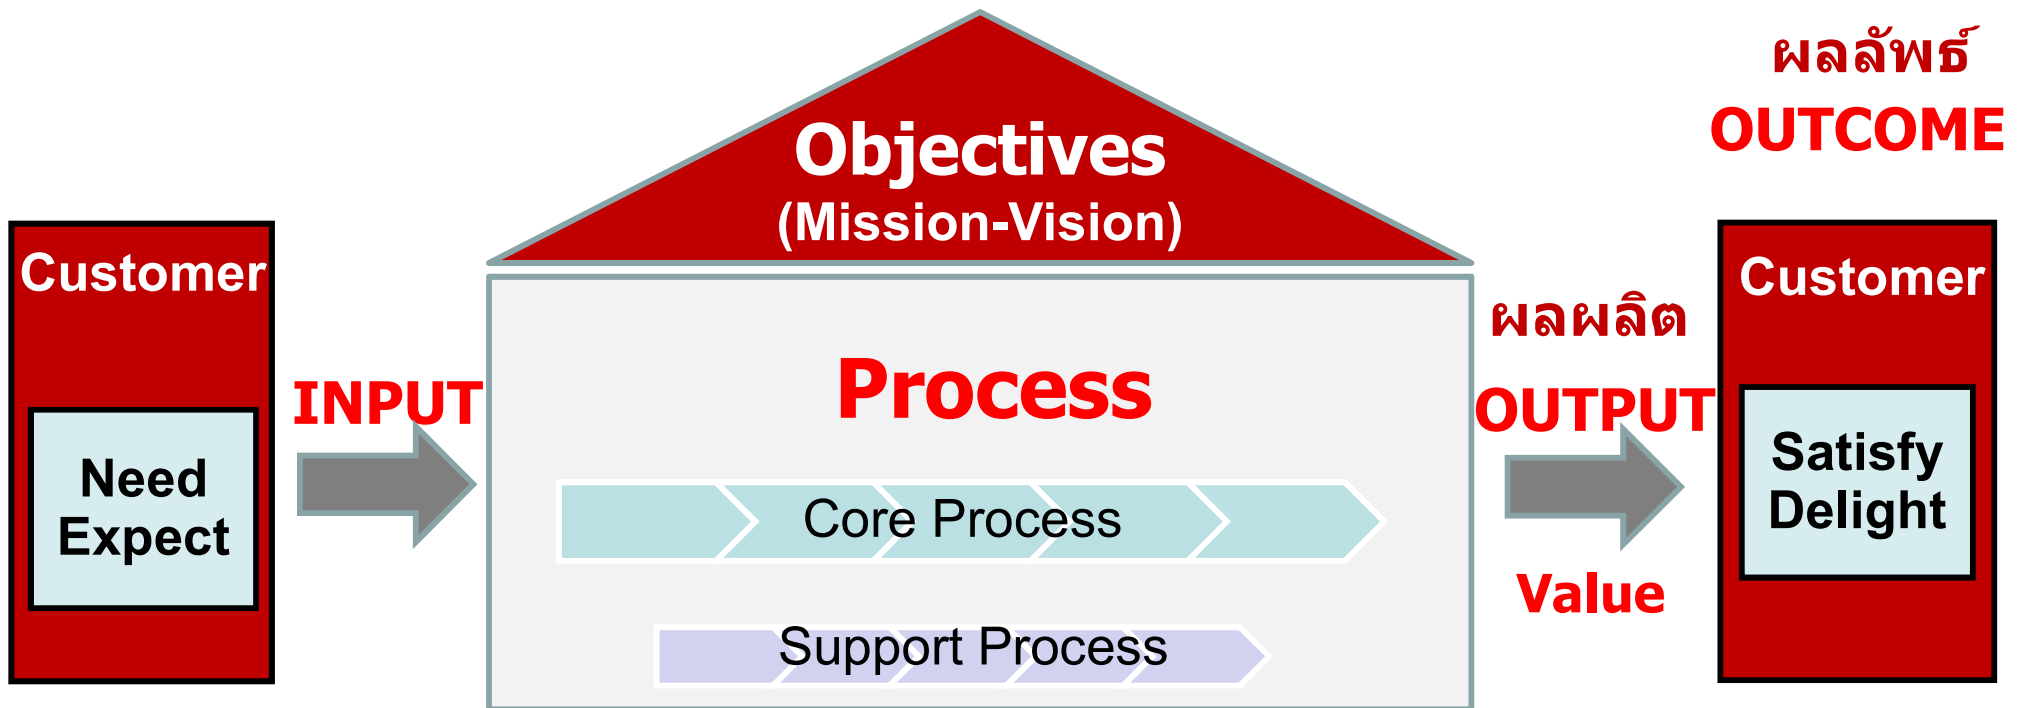 Customer
Need
Expect
INPUT
Objectives
(Mission-Vision)
Process
Core Process
Support Process
ผลผลิต
OUTPUT
Value
ผลลัพธ์
OUTCOME
Customer
Satisfy
Delight